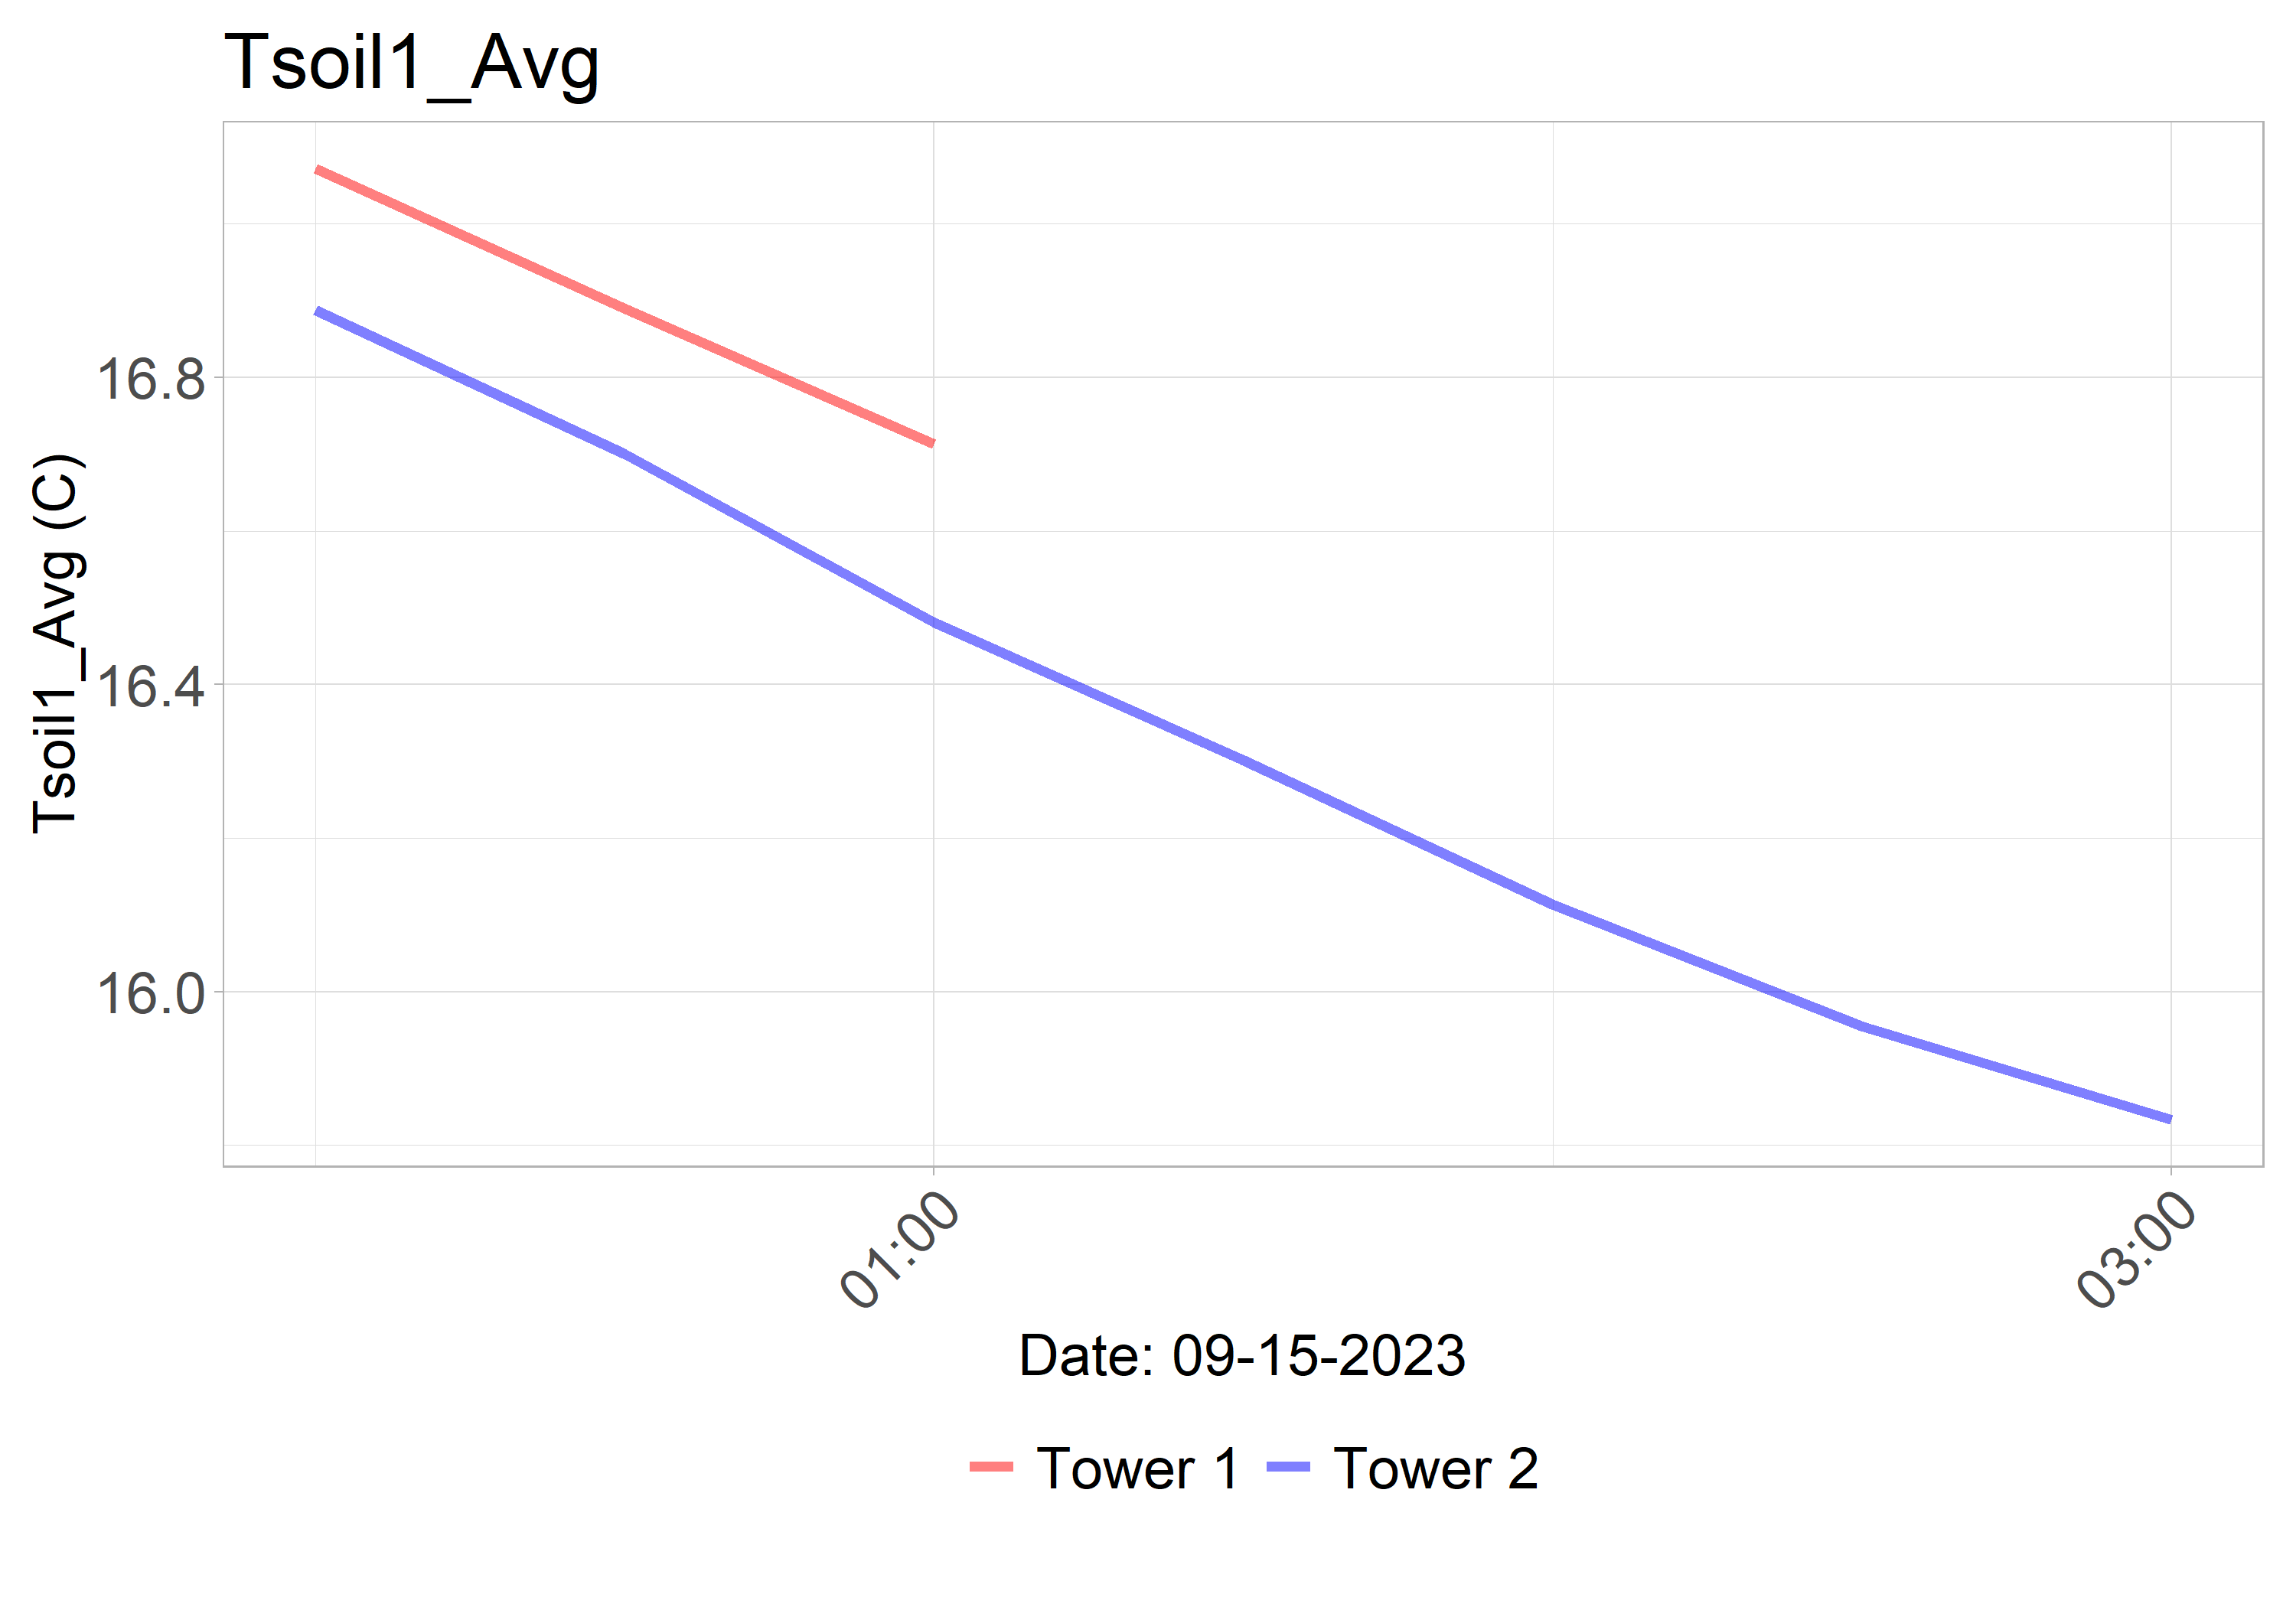 Tsoil1_Avg
Tsoil1_Avg (C)
16.8
16.4
16.0
01:00
03:00
Date: 09-15-2023
Tower 1
Tower 2